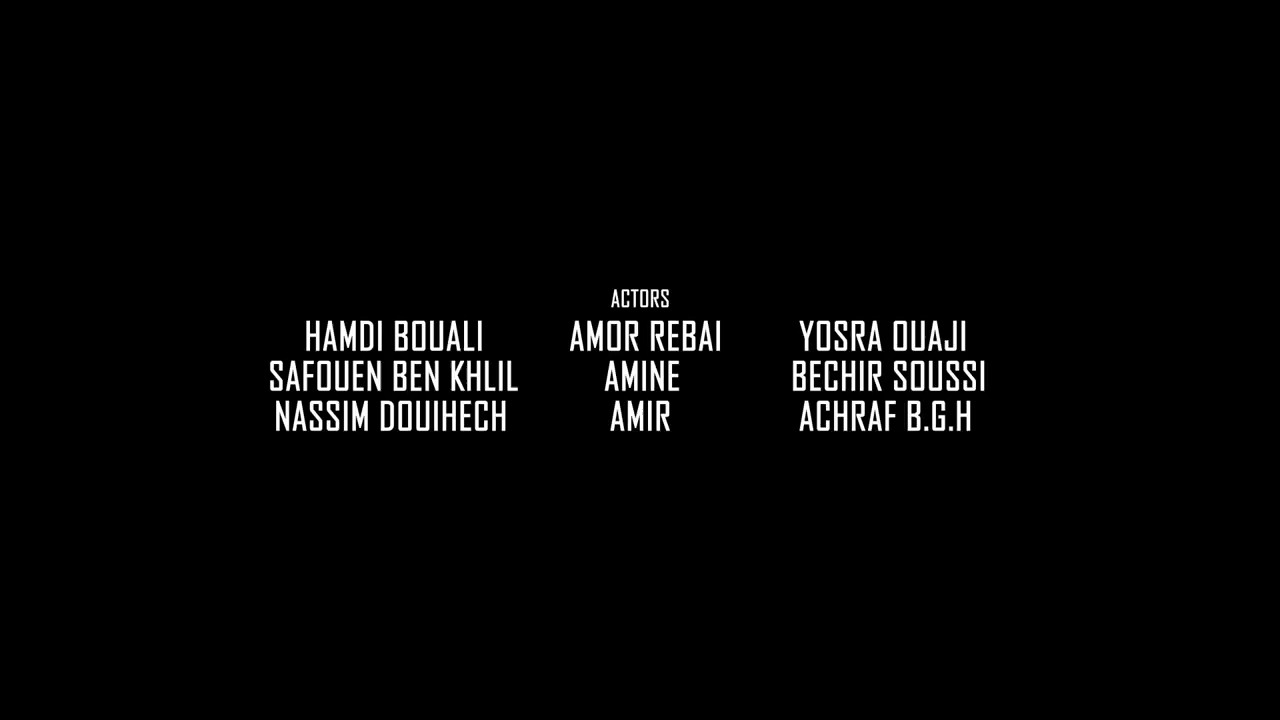 ACTORS
HAMDI BOUALI AMOR REBAI YOSRA OUAJI
SAFOUEN BEN KHLIL AMINE BECHIR SOUSSI
NASSIM DOUIHECH AMIR ACHRAF B.G.H